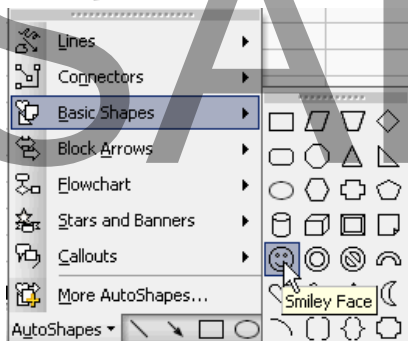 Lines
Connectors
Basic Shapes
Block Arrows
Flowchart
Stars and Banners
Callouts
More AutoShapes...
Smiley Face
AutoShapes